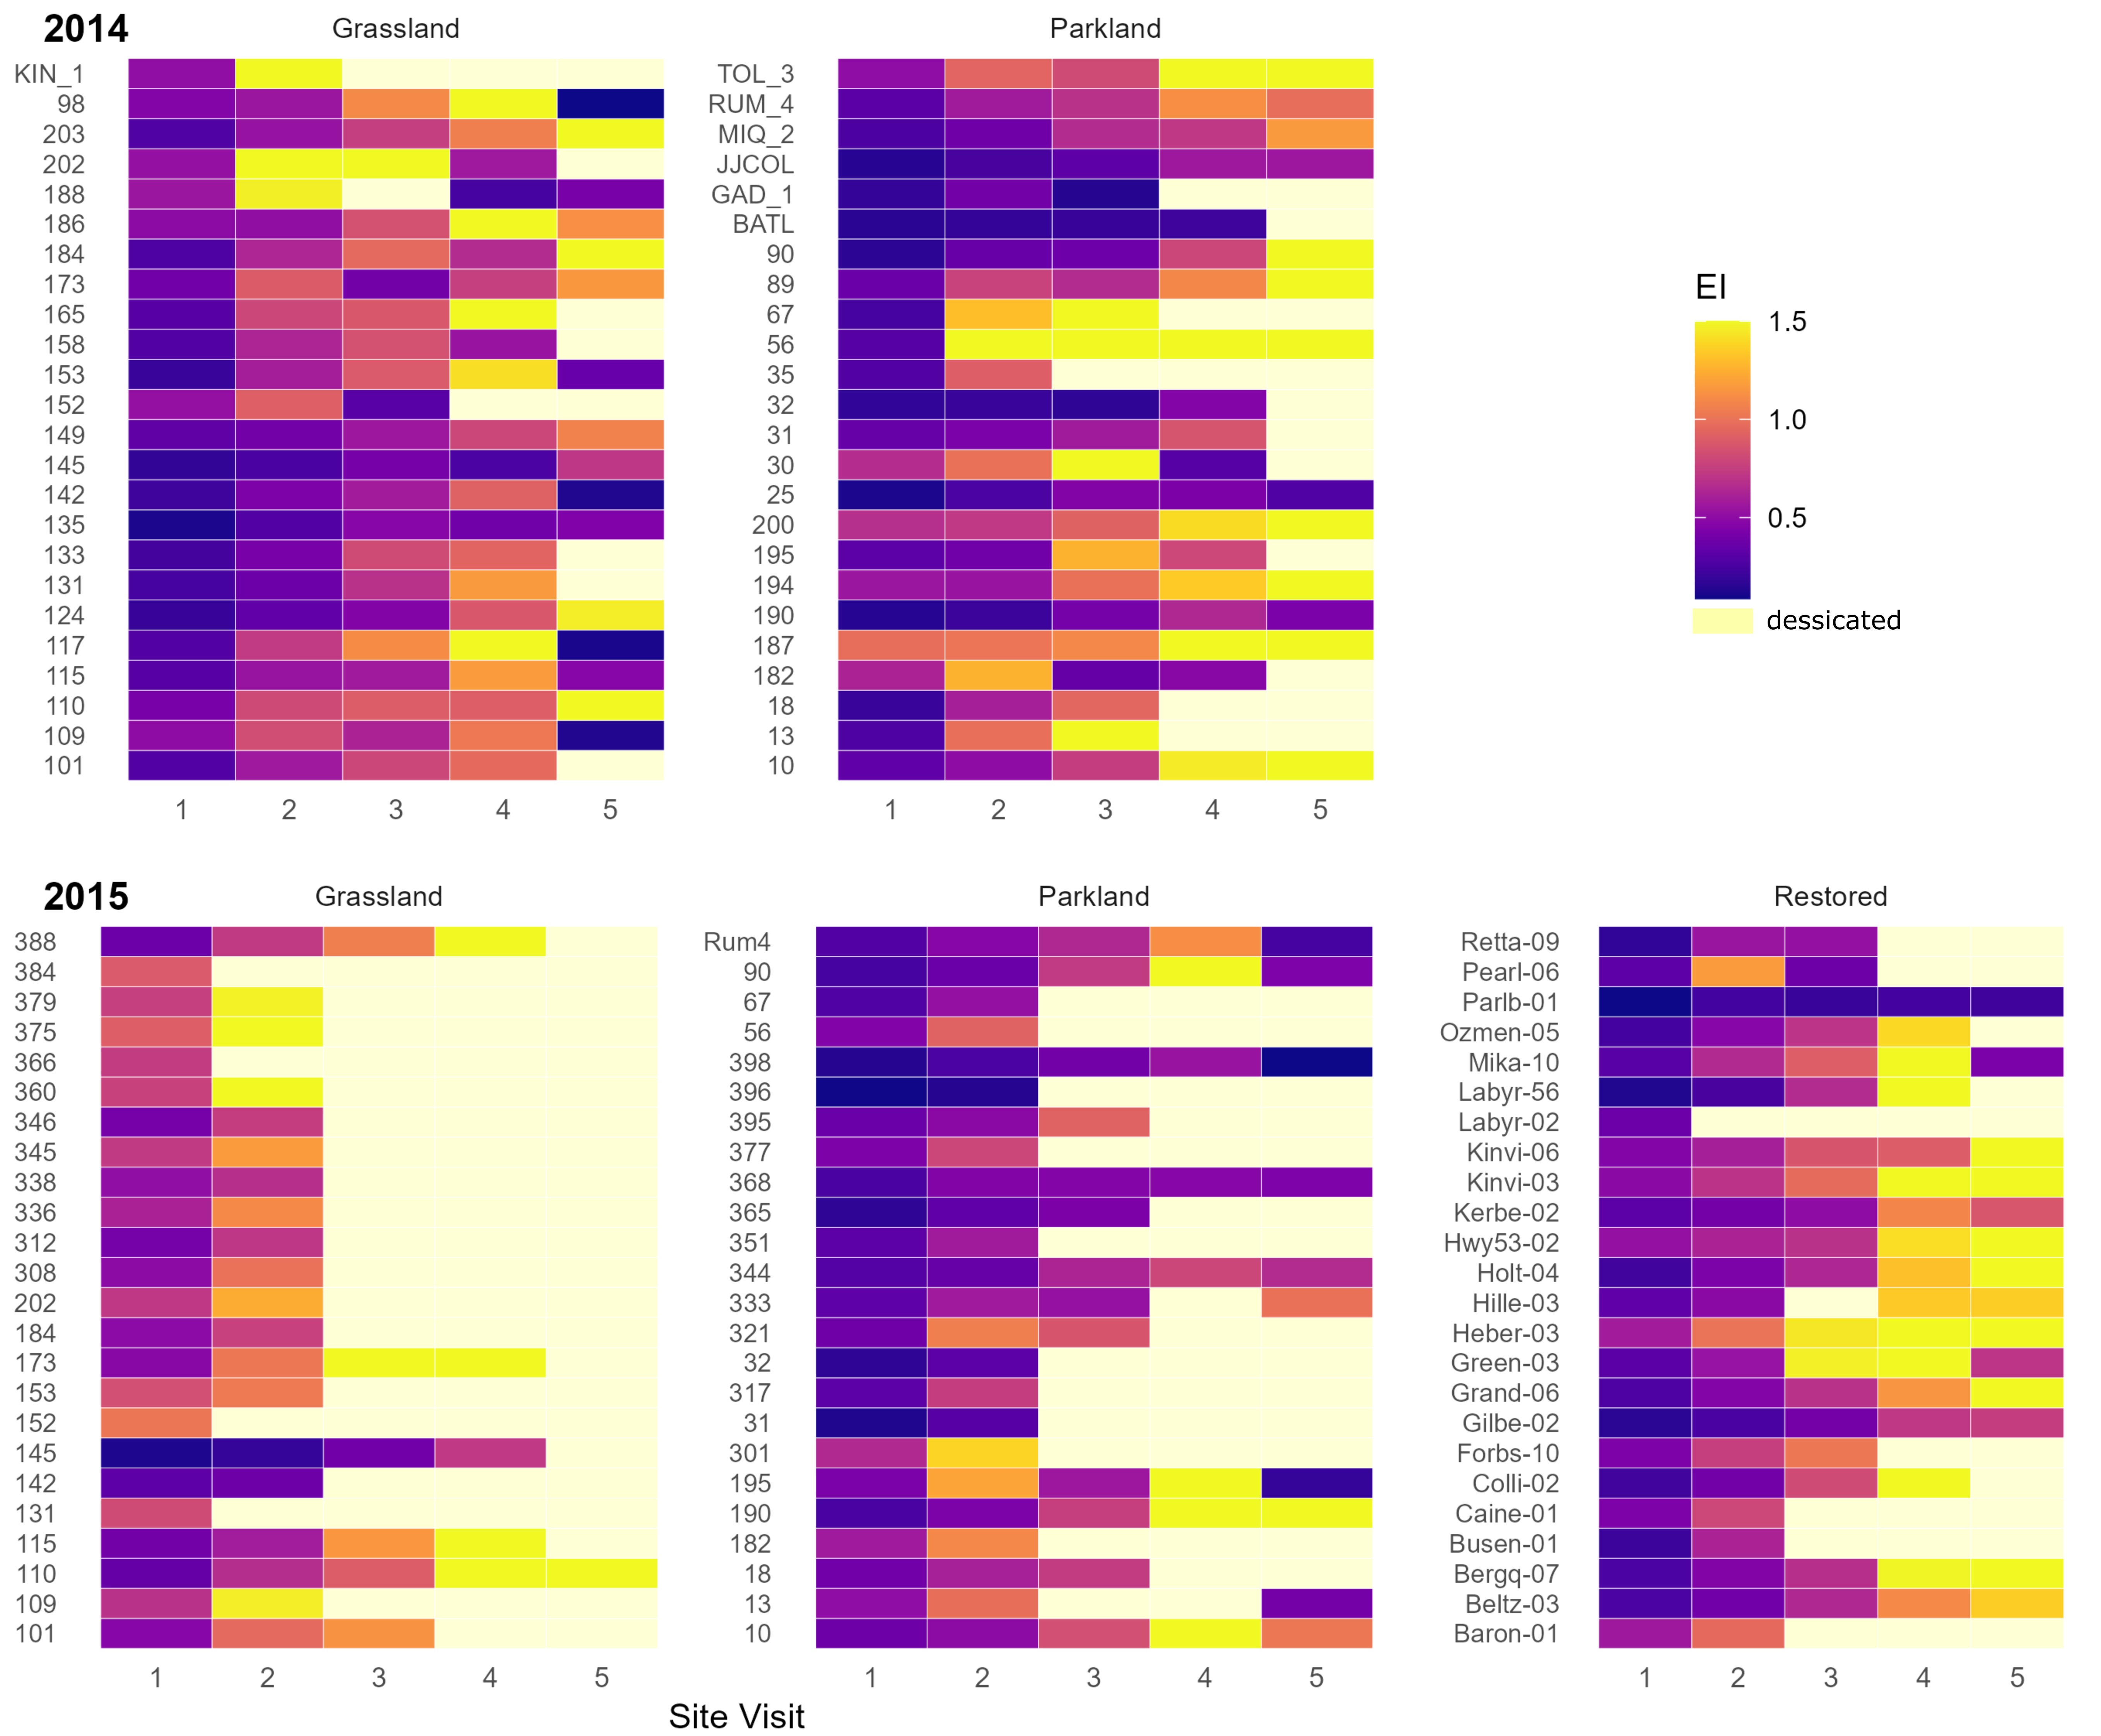 2014
Grassland
Parkland
KIN_1
98
203
202
188
186
184
173
165
158
153
152
149
145
142
135
133
131
124
117
115
110
109
101
1 2 3 4 5
TOL_3
RUM_4
MIQ_2
JJCOL
GAD_1
BATL
90
89
67
56
35
32
31
30
25
200
195
194
190
187
182
18
13
10
1 2 3 4 5
EI
1.5
1.0
0.5
dessicated
2015
Grassland
Parkland
Restored
388
384
379
375
366
360
346
345
338
336
312
308
202
184
173
153
152
145
142
131
115
110
109
101
1 2 3 4 5
Rum4
90
67
56
398
396
395
377
368
365
351
344
333
321
32
317
31
301
195
190
182
18
13
10
1 2 3 4 5
Retta-09
Pearl-06
Parlb-01
Ozmen-05
Mika-10
Labyr-56
Labyr-02
Kinvi-06
Kinvi-03
Kerbe-02
Hwy53-02
Holt-04
Hille-03
Heber-03
Green-03
Grand-06
Gilbe-02
Forbs-10
Colli-02
Caine-01
Busen-01
Bergq-07
Beltz-03
Baron-01
1 2 3 4 5
Site Visit